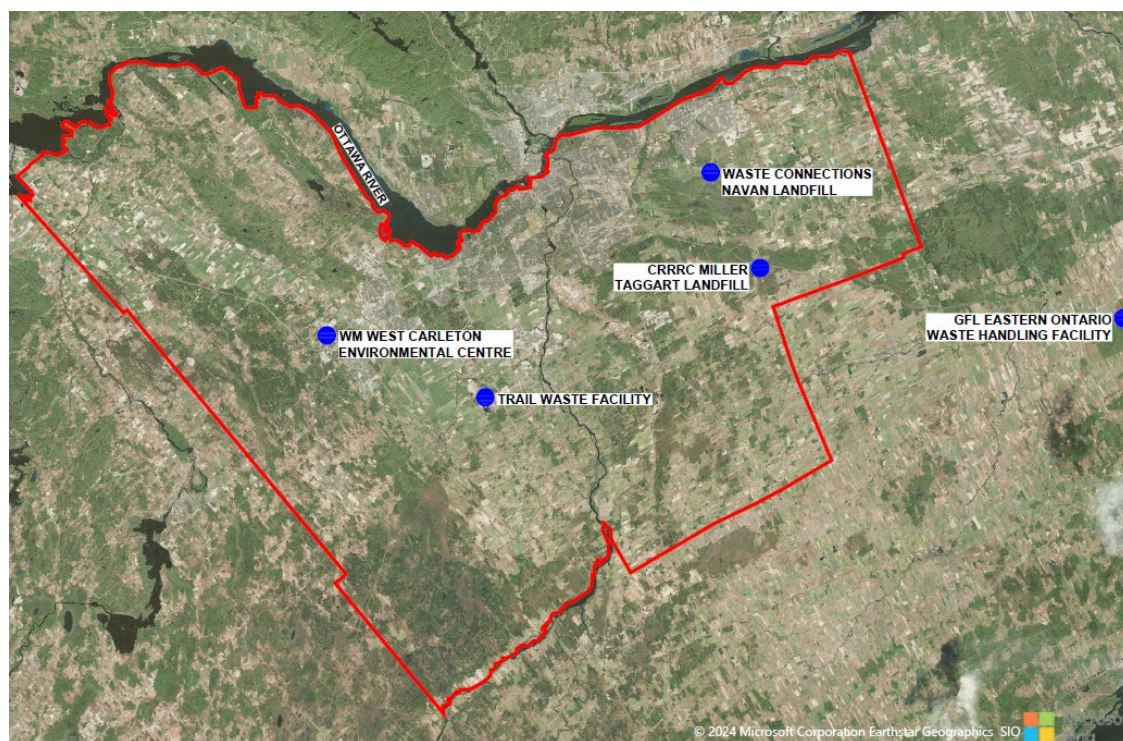 OTTAWA RIVER
WASTE CONNECTIONS
NAVAN LANDFILL
CRRRC MILLER
TAGGART LANDFILL
GFL EASTERN ONTARIO
WASTE HANDLING FACILITY
WM WEST CARLETON
ENVIRONMENTAL CENTRE
TRAIL WASTE FACILITY
© 2024 Microsoft Corporation Earthstar Geographics SIO